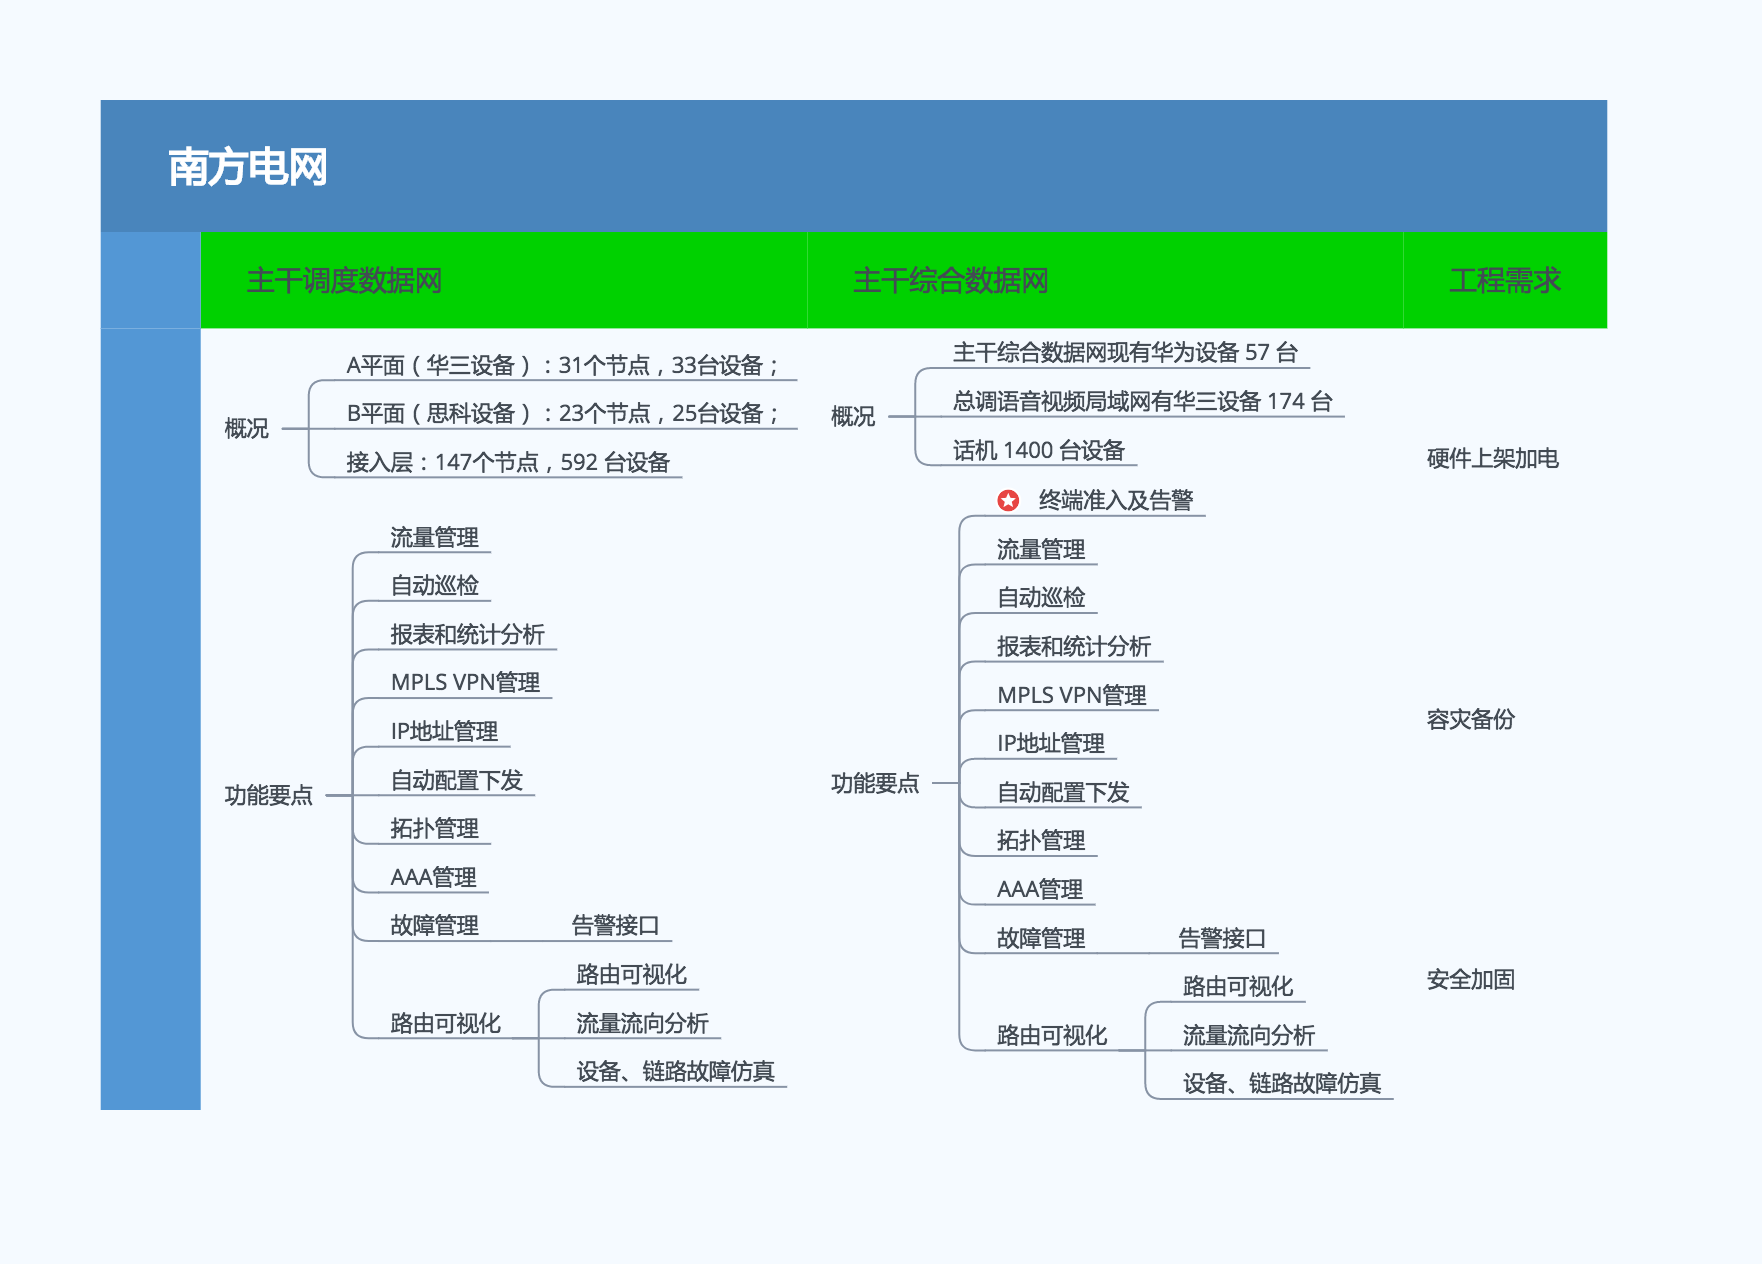 南方电网
主干调度数据网
主干综合数据网
工程需求
概况
A平面（华三设备）：31个节点，33台设备；
B平面（思科设备）：23个节点，25台设备；
接入层：147个节点，592 台设备
功能要点
流量管理
自动巡检
报表和统计分析
MPLS VPN管理
IP地址管理
自动配置下发
拓扑管理
AAA管理
故障管理
告警接口
路由可视化
路由可视化
流量流向分析
设备、链路故障仿真
概况
主干综合数据网现有华为设备 57 台
总调语音视频局域网有华三设备 174 台
话机 1400 台设备
功能要点
终端准入及告警
流量管理
自动巡检
报表和统计分析
MPLS VPN管理
IP地址管理
自动配置下发
拓扑管理
AAA管理
故障管理
告警接口
路由可视化
路由可视化
流量流向分析
设备、链路故障仿真
硬件上架加电
容灾备份
安全加固